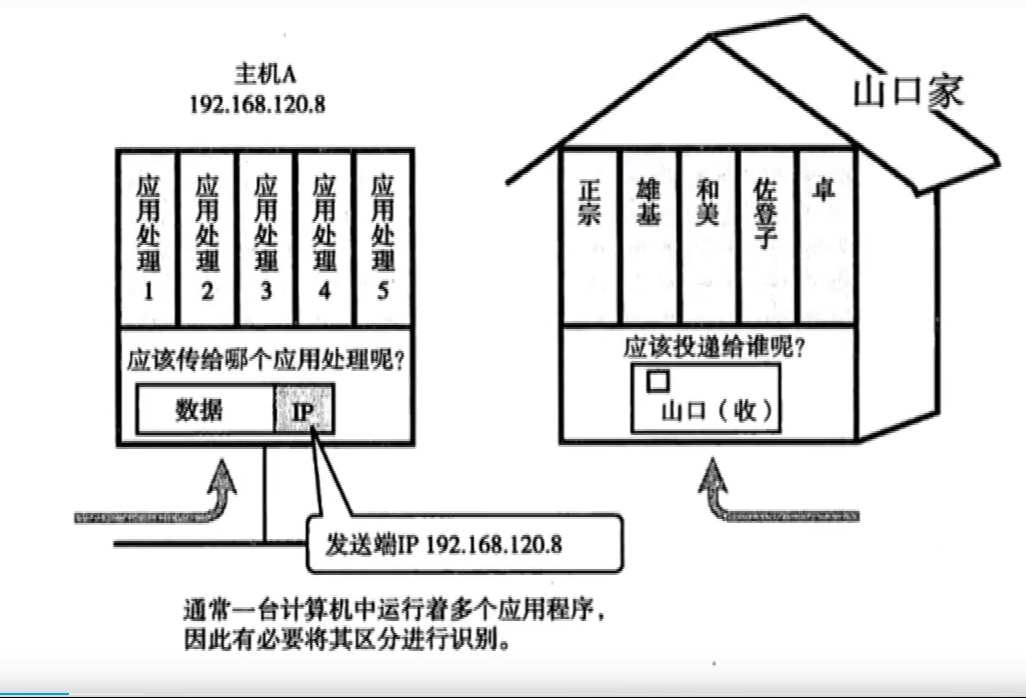 主机A
192.168.120.8
应用处理1
应用处理2
应用处理3
应用处理4
应用处理5
应该传给哪个应用处理呢?
数据
IP
发送端IP 192.168.120.8
山口家
正宗
雄基
和美
佐登子
卓
应该投递给谁呢?
山口（收）
通常一台计算机中运行着多个应用程序，
因此有必要将其区分进行识别。